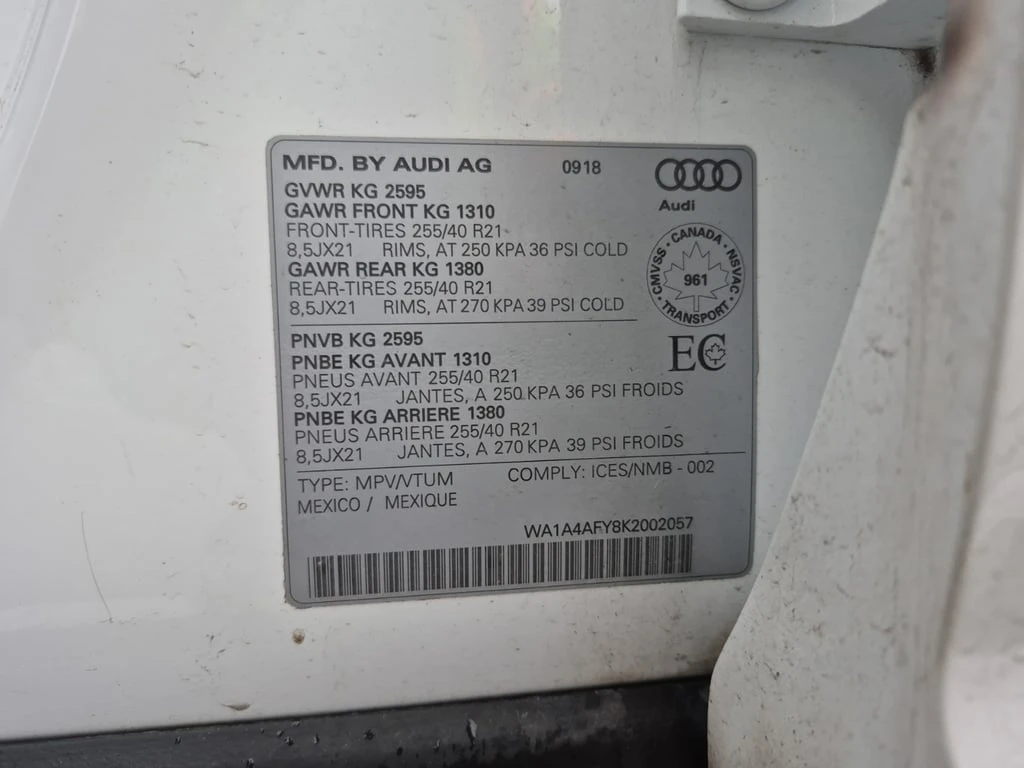 MFD. BY AUDI AG 0918
Audi
GVWR KG 2595
GAWR FRONT KG 1310
FRONT-TIRES 255/40 R21
8,5JX21 RIMS, AT 250 KPA 36 PSI COLD
GAWR REAR KG 1380
REAR-TIRES 255/40 R21
8,5JX21 RIMS, AT 270 KPA 39 PSI COLD
CANADA · NSVAC · TRANSPORT · CMVSS
961
PNVB KG 2595
PNBE KG AVANT 1310
PNEUS AVANT 255/40 R21
8,5JX21 JANTES, A 250 KPA 36 PSI FROIDS
PNBE KG ARRIERE 1380
PNEUS ARRIERE 255/40 R21
8,5JX21 JANTES, A 270 KPA 39 PSI FROIDS
EC
TYPE: MPV/VTUM COMPLY: ICES/NMB - 002
MEXICO / MEXIQUE
WA1A4AFY8K2002057